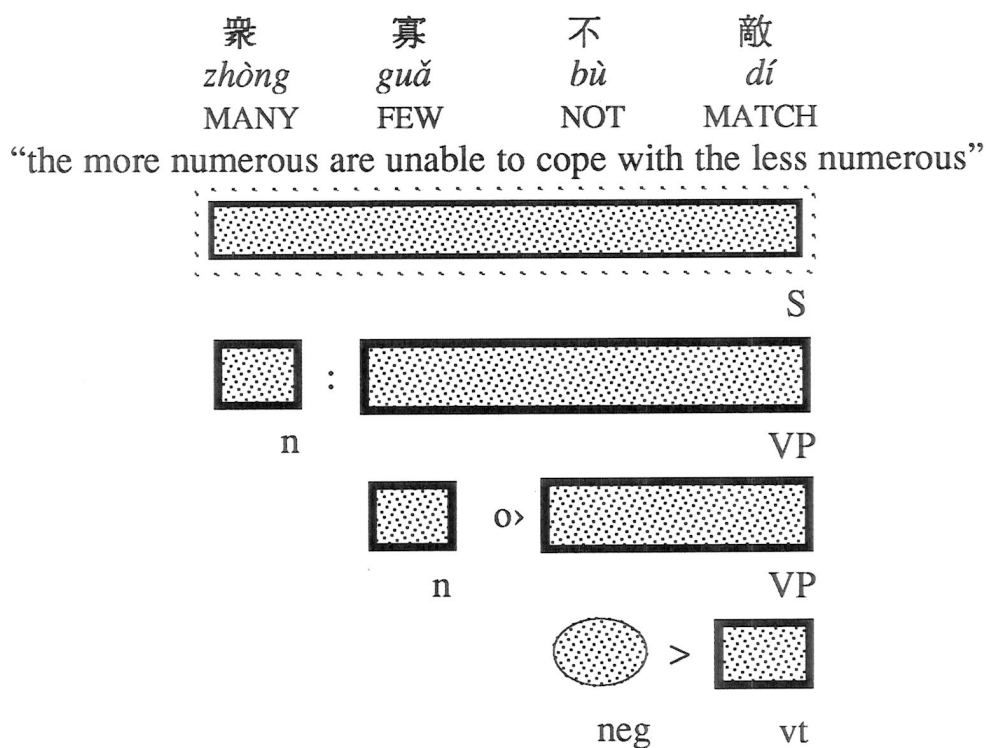 衆 寡 不 敵
zhòng guǎ bù dí
MANY FEW NOT MATCH
“the more numerous are unable to cope with the less numerous”
S
:
n VP
o›
n VP
>
neg vt